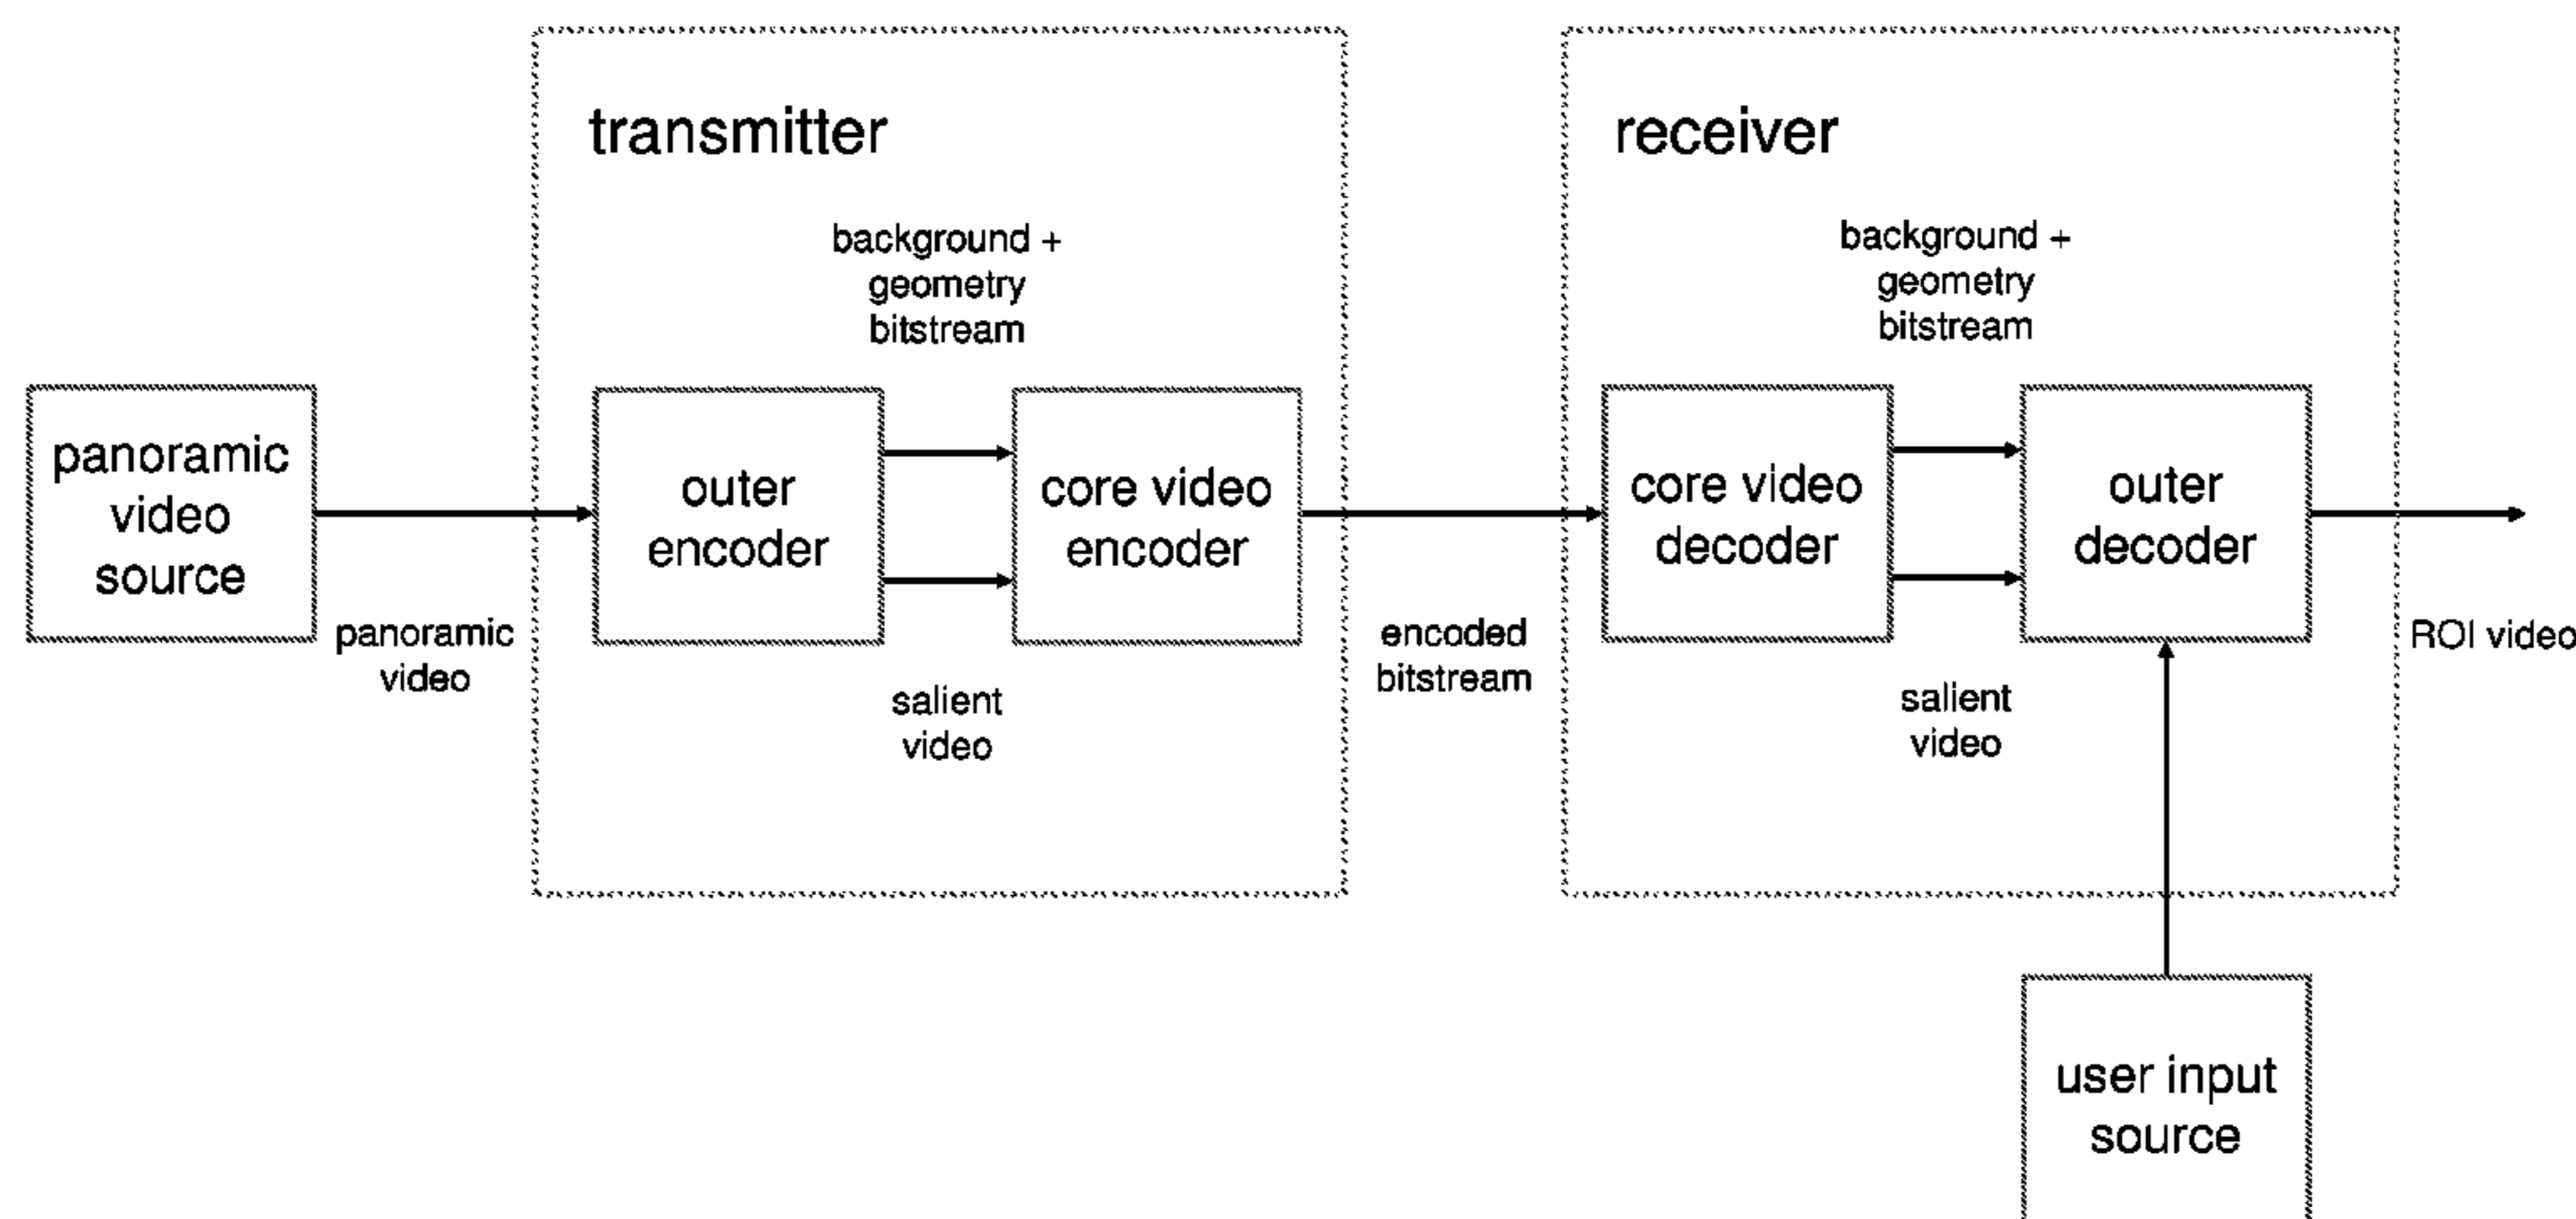 transmitter
receiver
background +
geometry
bitstream
background +
geometry
bitstream
panoramic
video
source
panoramic
video
outer
encoder
core video
encoder
salient
video
encoded
bitstream
core video
decoder
outer
decoder
salient
video
ROI video
user input
source